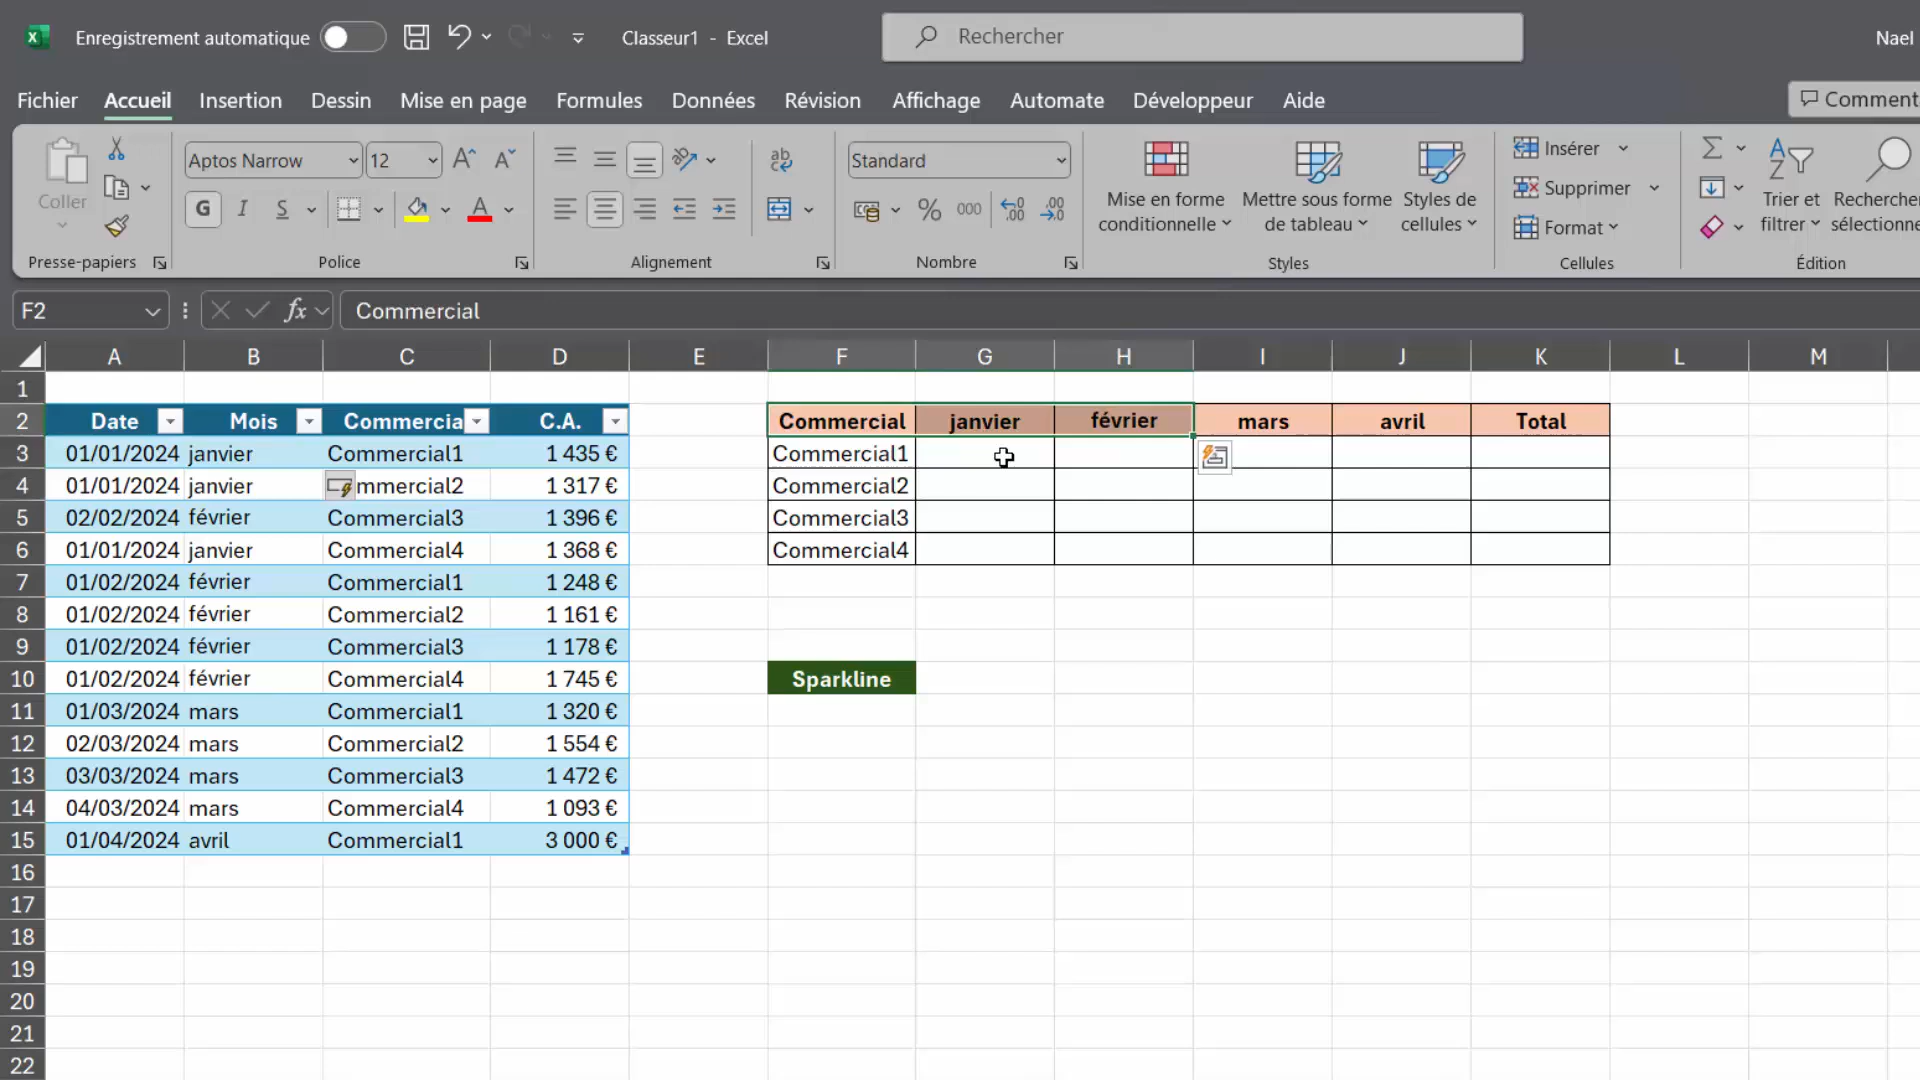 Enregistrement automatique
Classeur1 - Excel
Rechercher
Nael
Fichier Accueil Insertion Dessin Mise en page Formules Données Révision Affichage Automate Développeur Aide
Comment
Coller
Presse-papiers
Aptos Narrow 12
G I S
Police
ab
Alignement
Standard
% 000
Nombre
Mise en forme conditionnelle
Mettre sous forme de tableau
Styles de cellules
Styles
Insérer
Supprimer
Format
Cellules
Trier et filtrer
Rechercher sélectionne
Édition
F2 fx Commercial
A B C D E F G H I J K L M
1
2 Date Mois Commercia C.A. Commercial janvier février mars avril Total
3 01/01/2024 janvier Commercial1 1 435 € Commercial1
4 01/01/2024 janvier mmercial2 1 317 € Commercial2
5 02/02/2024 février Commercial3 1 396 € Commercial3
6 01/01/2024 janvier Commercial4 1 368 € Commercial4
7 01/02/2024 février Commercial1 1 248 €
8 01/02/2024 février Commercial2 1 161 €
9 01/02/2024 février Commercial3 1 178 €
10 01/02/2024 février Commercial4 1 745 € Sparkline
11 01/03/2024 mars Commercial1 1 320 €
12 02/03/2024 mars Commercial2 1 554 €
13 03/03/2024 mars Commercial3 1 472 €
14 04/03/2024 mars Commercial4 1 093 €
15 01/04/2024 avril Commercial1 3 000 €
16
17
18
19
20
21
22